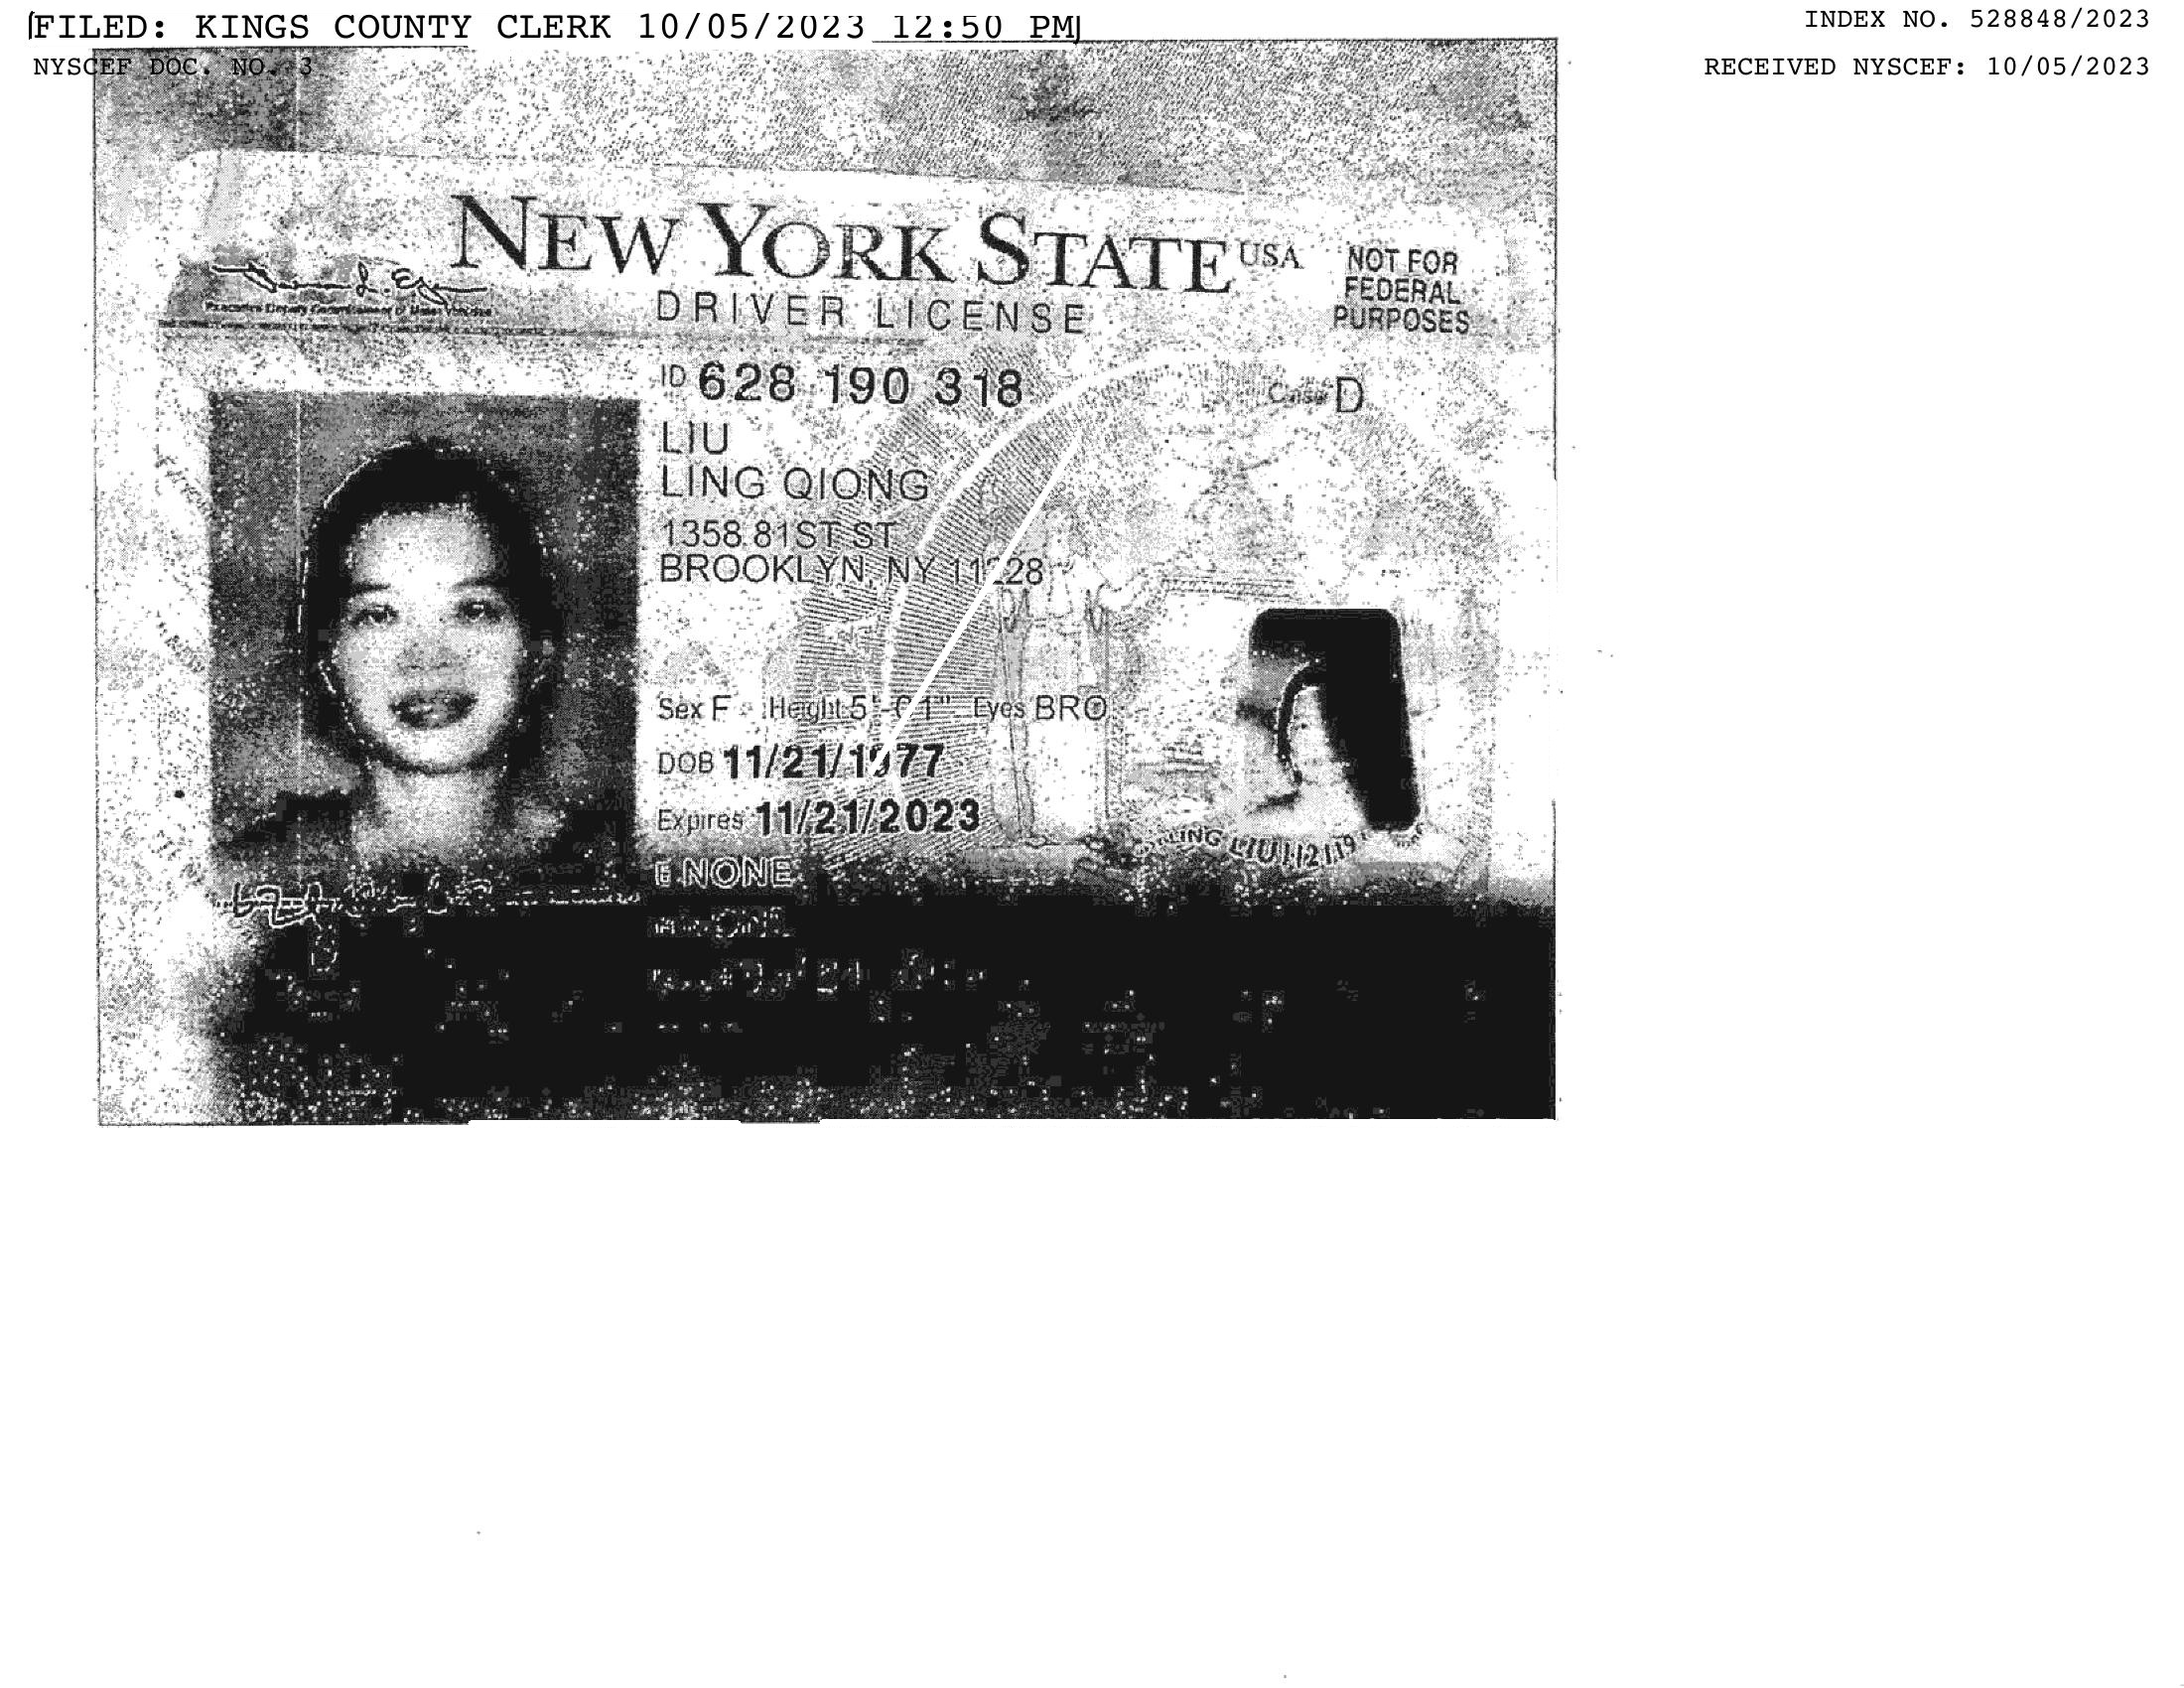 FILED: KINGS COUNTY CLERK 10/05/2023 12:50 PM
INDEX NO. 528848/2023
NYSCEF DOC. NO. 3
RECEIVED NYSCEF: 10/05/2023
NEW YORK STATE USA
NOT FOR
FEDERAL
PURPOSES
DRIVER LICENSE
ID 628 190 318
D
LIU
LING QIONG
1358 81ST ST
BROOKLYN, NY 11228
Sex F Height 5'-01" Eyes BRO
DOB 11/21/1977
Expires 11/21/2023
E NONE
LING LIU 112119